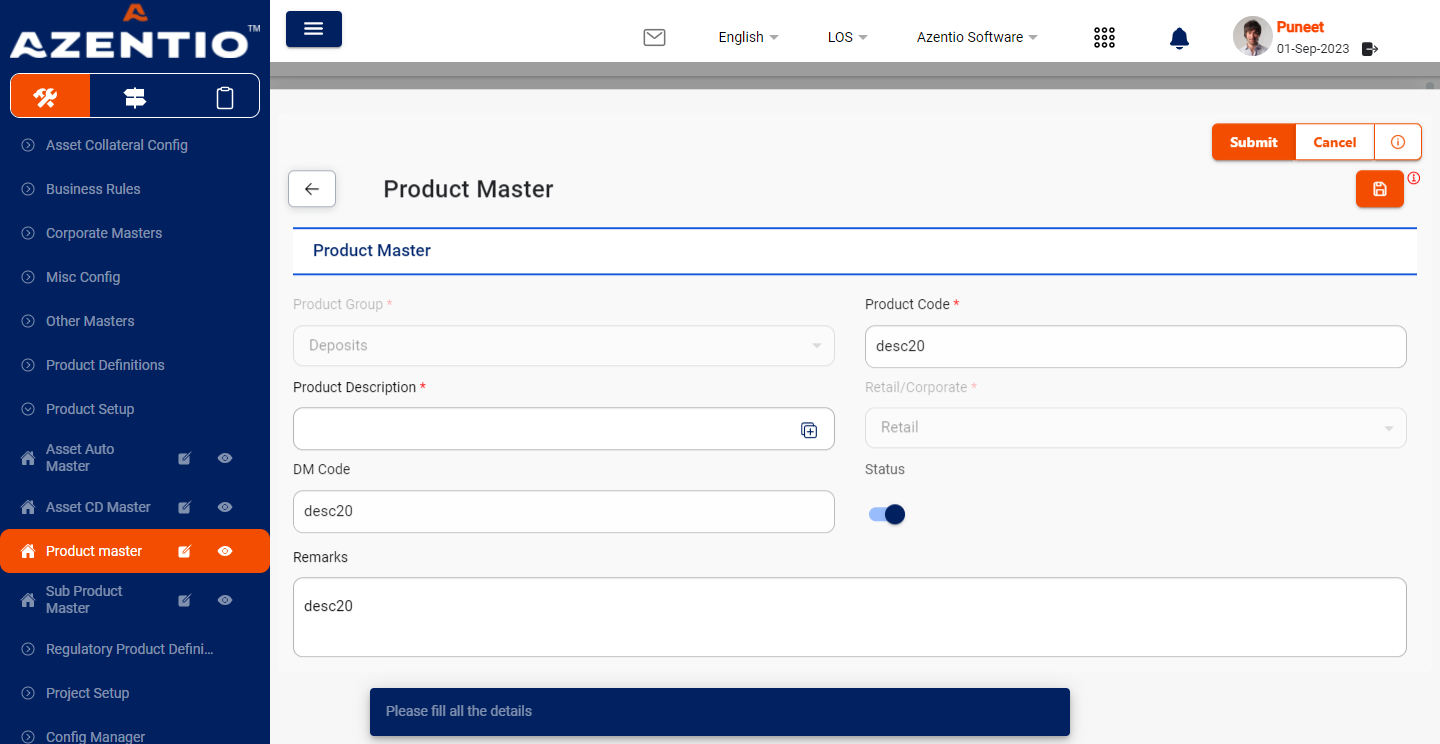 AZENTIO™
English
LOS
Azentio Software
Puneet
01-Sep-2023
Asset Collateral Config
Business Rules
Corporate Masters
Misc Config
Other Masters
Product Definitions
Product Setup
Asset Auto
Master
Asset CD Master
Product master
Sub Product
Master
Regulatory Product Defini...
Project Setup
Config Manager
Submit
Cancel
Product Master
Product Master
Product Group *
Deposits
Product Code *
desc20
Product Description *
Retail/Corporate *
Retail
DM Code
desc20
Status
Remarks
desc20
Please fill all the details